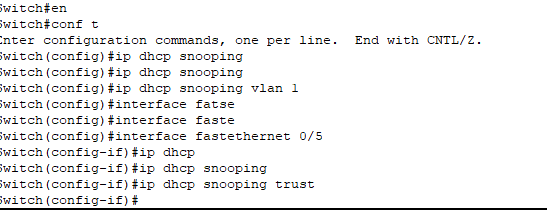 Switch#en
Switch#conf t
Enter configuration commands, one per line.  End with CNTL/Z.
Switch(config)#ip dhcp snooping
Switch(config)#ip dhcp snooping
Switch(config)#ip dhcp snooping vlan 1
Switch(config)#interface fatse
Switch(config)#interface faste
Switch(config)#interface fastethernet 0/5
Switch(config-if)#ip dhcp
Switch(config-if)#ip dhcp snooping
Switch(config-if)#ip dhcp snooping trust
Switch(config-if)#